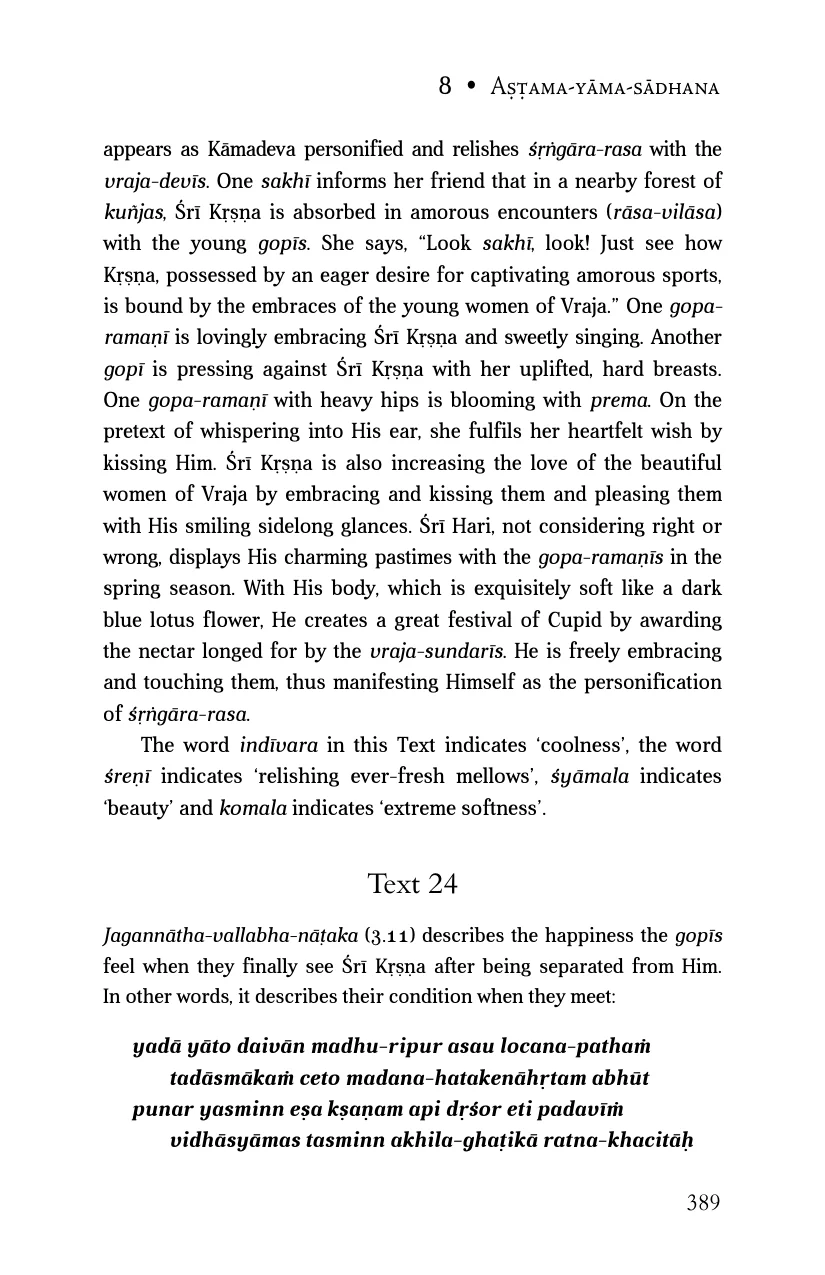 8 • Aṣṭama-yāma-sādhana
appears as Kāmadeva personified and relishes śṛṅgāra-rasa with the
vraja-devīs. One sakhī informs her friend that in a nearby forest of
kuñjas, Śrī Kṛṣṇa is absorbed in amorous encounters (rāsa-vilāsa)
with the young gopīs. She says, “Look sakhī, look! Just see how
Kṛṣṇa, possessed by an eager desire for captivating amorous sports,
is bound by the embraces of the young women of Vraja.” One gopa-
ramaṇī is lovingly embracing Śrī Kṛṣṇa and sweetly singing. Another
gopī is pressing against Śrī Kṛṣṇa with her uplifted, hard breasts.
One gopa-ramaṇī with heavy hips is blooming with prema. On the
pretext of whispering into His ear, she fulfils her heartfelt wish by
kissing Him. Śrī Kṛṣṇa is also increasing the love of the beautiful
women of Vraja by embracing and kissing them and pleasing them
with His smiling sidelong glances. Śrī Hari, not considering right or
wrong, displays His charming pastimes with the gopa-ramaṇīs in the
spring season. With His body, which is exquisitely soft like a dark
blue lotus flower, He creates a great festival of Cupid by awarding
the nectar longed for by the vraja-sundarīs. He is freely embracing
and touching them, thus manifesting Himself as the personification
of śṛṅgāra-rasa.
The word indīvara in this Text indicates ‘coolness’, the word
śreṇī indicates ‘relishing ever-fresh mellows’, śyāmala indicates
‘beauty’ and komala indicates ‘extreme softness’.
Text 24
Jagannātha-vallabha-nāṭaka (3.11) describes the happiness the gopīs
feel when they finally see Śrī Kṛṣṇa after being separated from Him.
In other words, it describes their condition when they meet:
yadā yāto daivān madhu-ripur asau locana-pathaṁ
tadāsmākaṁ ceto madana-hatakenāhṛtam abhūt
punar yasminn eṣa kṣaṇam api dṛśor eti padavīṁ
vidhāsyāmas tasminn akhila-ghaṭikā ratna-khacitāḥ
389